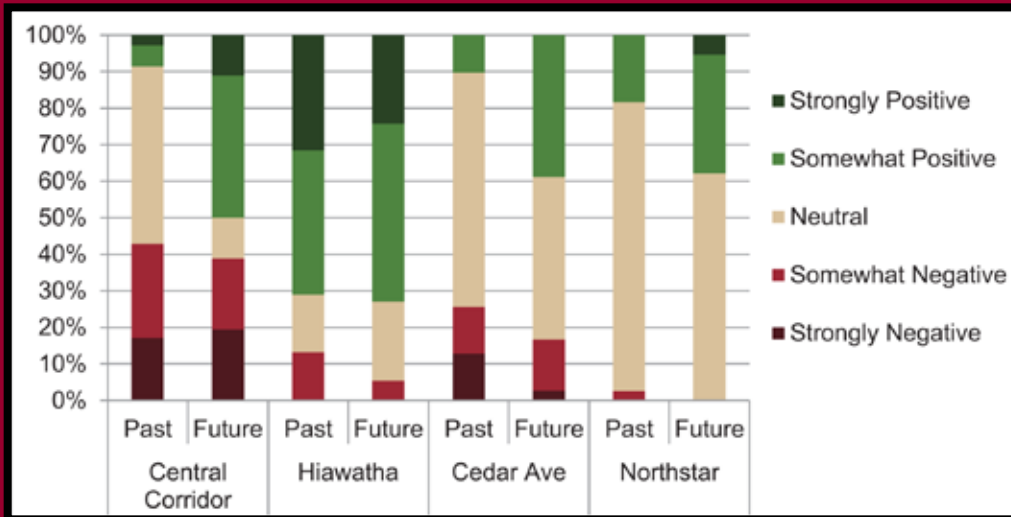 100%
90%
80%
70%
60%
50%
40%
30%
20%
10%
0%
Past Future Past Future Past Future Past Future
Central Corridor Hiawatha Cedar Ave Northstar
Strongly Positive
Somewhat Positive
Neutral
Somewhat Negative
Strongly Negative